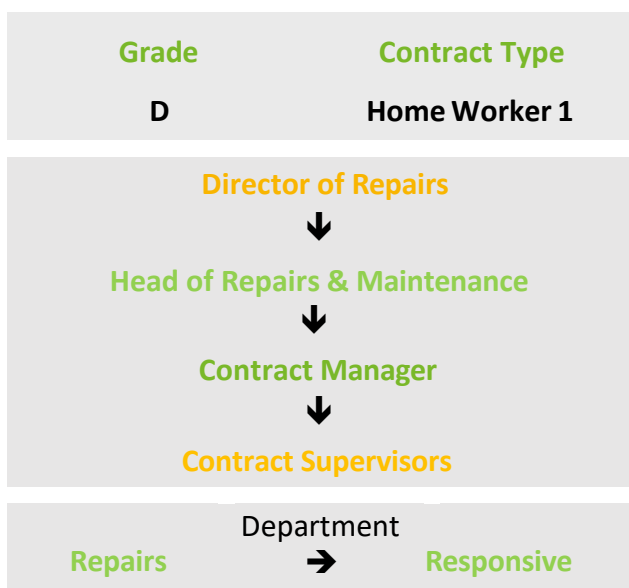 Grade Contract Type
D Home Worker 1
Director of Repairs
↓
Head of Repairs & Maintenance
↓
Contract Manager
↓
Contract Supervisors
Department
Repairs → Responsive